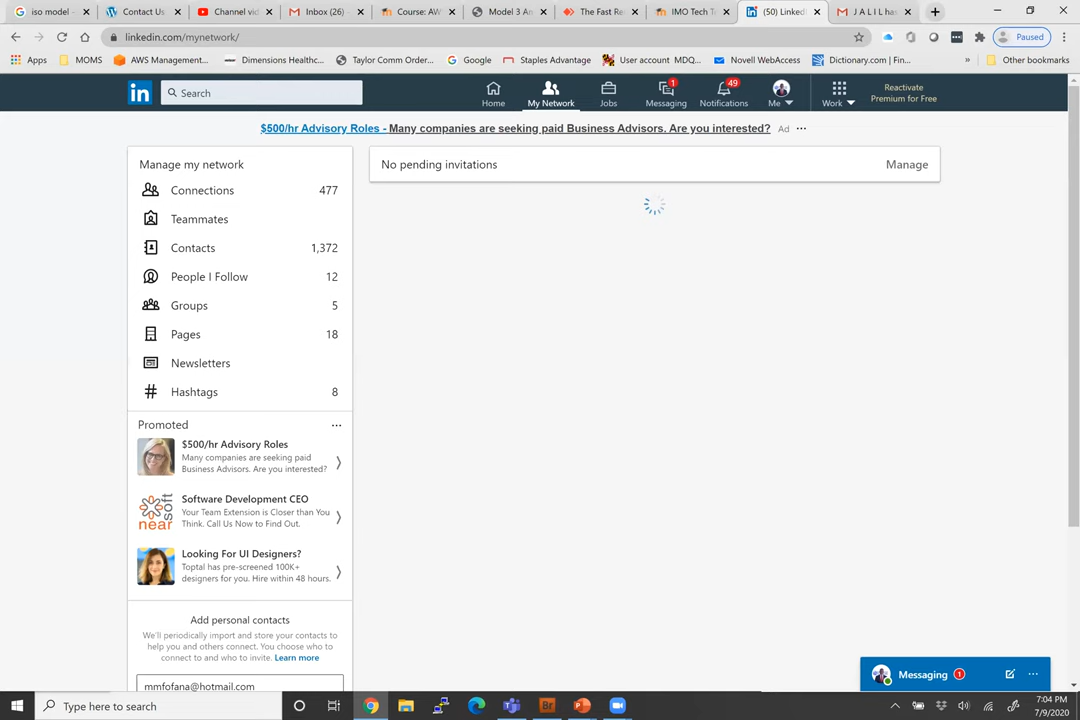 iso model -
Contact Us
Channel vid
Inbox (26) -
Course: AW
Model 3 An
The Fast Re
IMO Tech T
(50) Linked
J A L I L has
linkedin.com/mynetwork/
Paused
Apps
MOMS
AWS Management...
Dimensions Healthc...
Taylor Comm Order...
Google
Staples Advantage
User account MDQ...
Novell WebAccess
Dictionary.com | Fin...
»
Other bookmarks
in
Search
Home
My Network
Jobs
1
Messaging
49
Notifications
Me
Work
Reactivate
Premium for Free
$500/hr Advisory Roles - Many companies are seeking paid Business Advisors. Are you interested? Ad ...
Manage my network
Connections 477
Teammates
Contacts 1,372
People I Follow 12
Groups 5
Pages 18
Newsletters
# Hashtags 8
No pending invitations Manage
Promoted ...
$500/hr Advisory Roles
Many companies are seeking paid
Business Advisors. Are you interested?
near soft
Software Development CEO
Your Team Extension is Closer than You
Think. Call Us Now to Find Out.
Looking For UI Designers?
Toptal has pre-screened 100K+
designers for you. Hire within 48 hours.
Add personal contacts
We'll periodically import and store your contacts to
help you and others connect. You choose who to
connect to and who to invite. Learn more
mmfofana@hotmail.com
Messaging 1 ...
Type here to search
Br
7:04 PM
7/9/2020